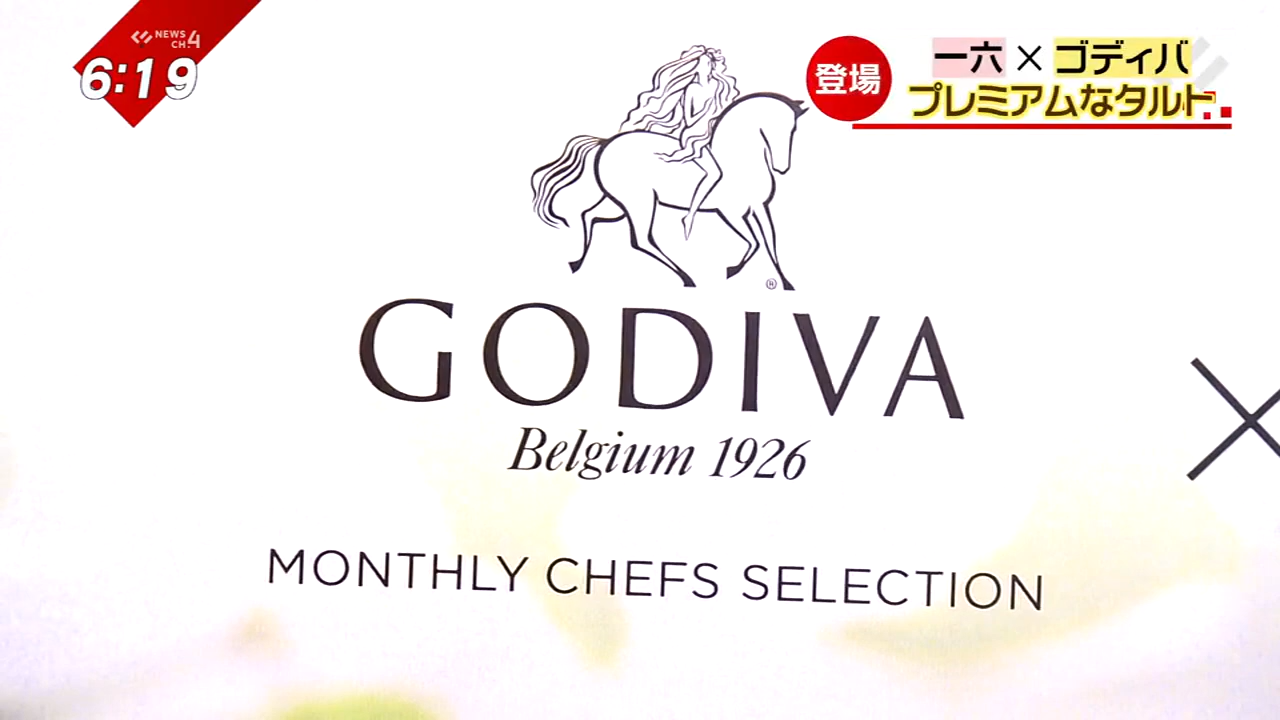 NEWS
CH.4
6:19
登場
一六×ゴディバ
プレミアムなタルト
®
GODIVA
×
Belgium 1926
MONTHLY CHEFS SELECTION